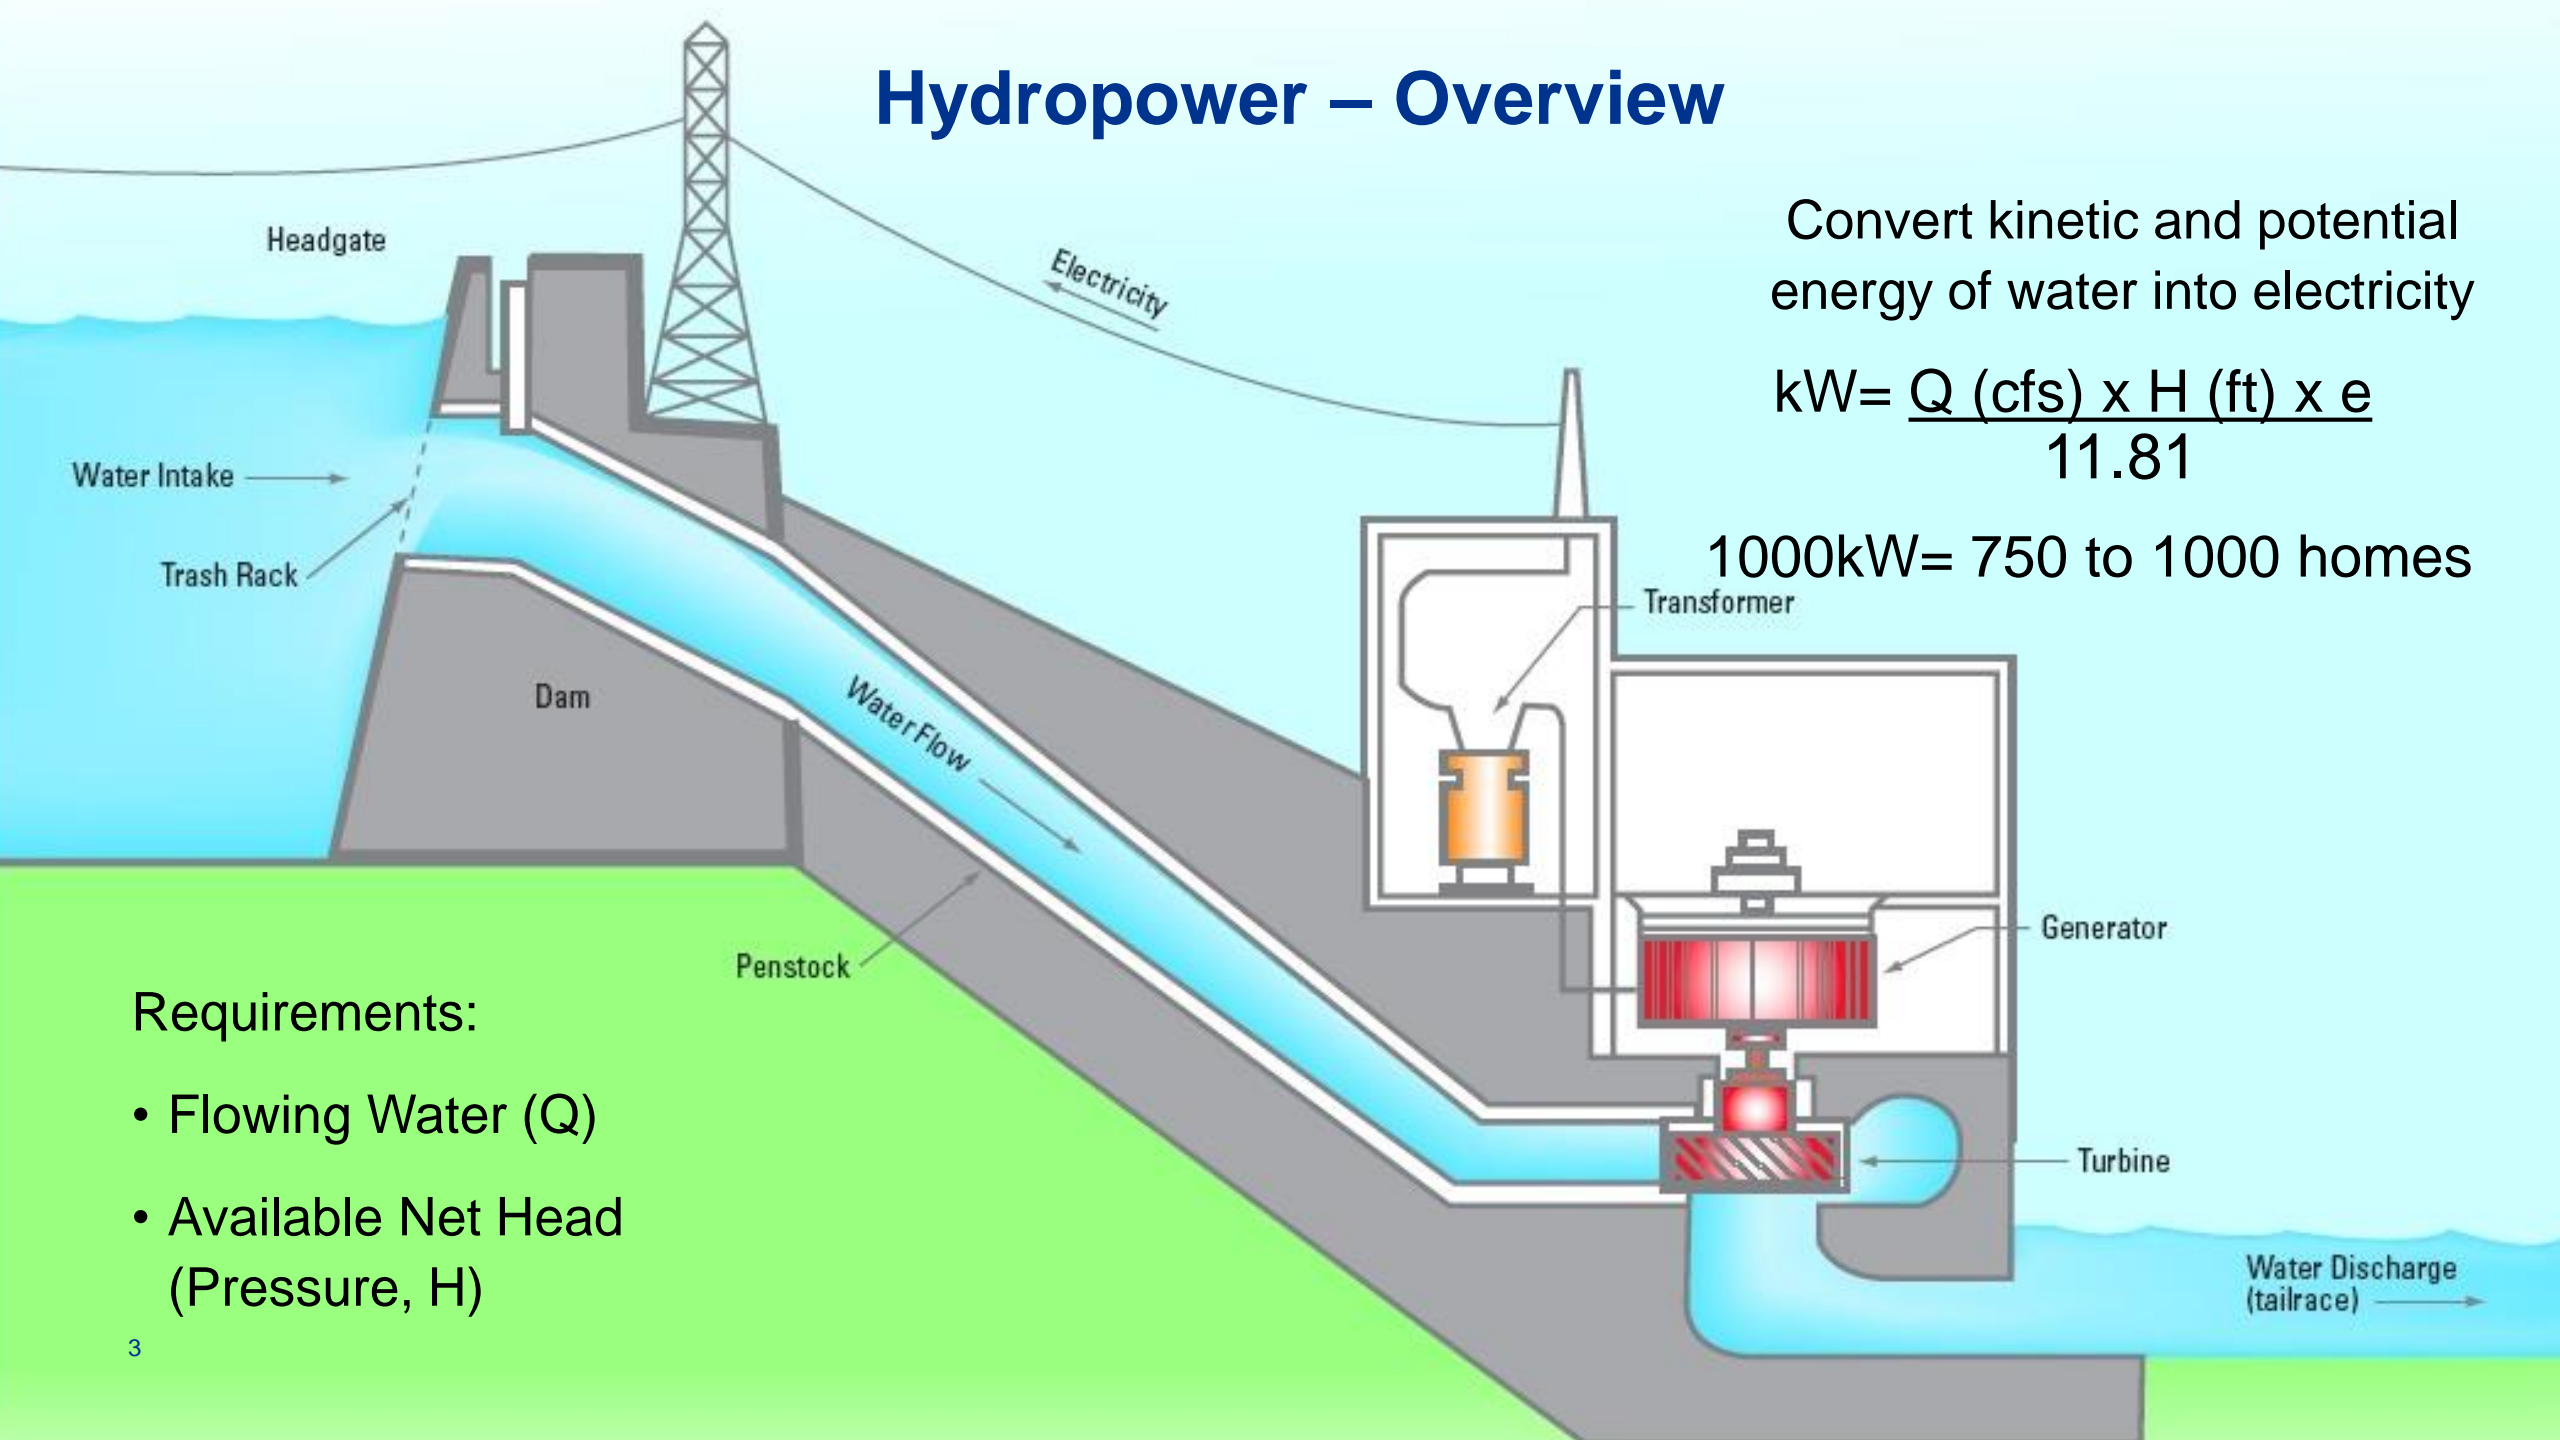 Hydropower – Overview
Convert kinetic and potential
energy of water into electricity
kW= Q (cfs) x H (ft) x e
11.81
1000kW= 750 to 1000 homes
Headgate
Electricity
Water Intake
Trash Rack
Transformer
Dam
Water Flow
Generator
Penstock
Turbine
Water Discharge
(tailrace)
Requirements:
• Flowing Water (Q)
• Available Net Head
(Pressure, H)
3